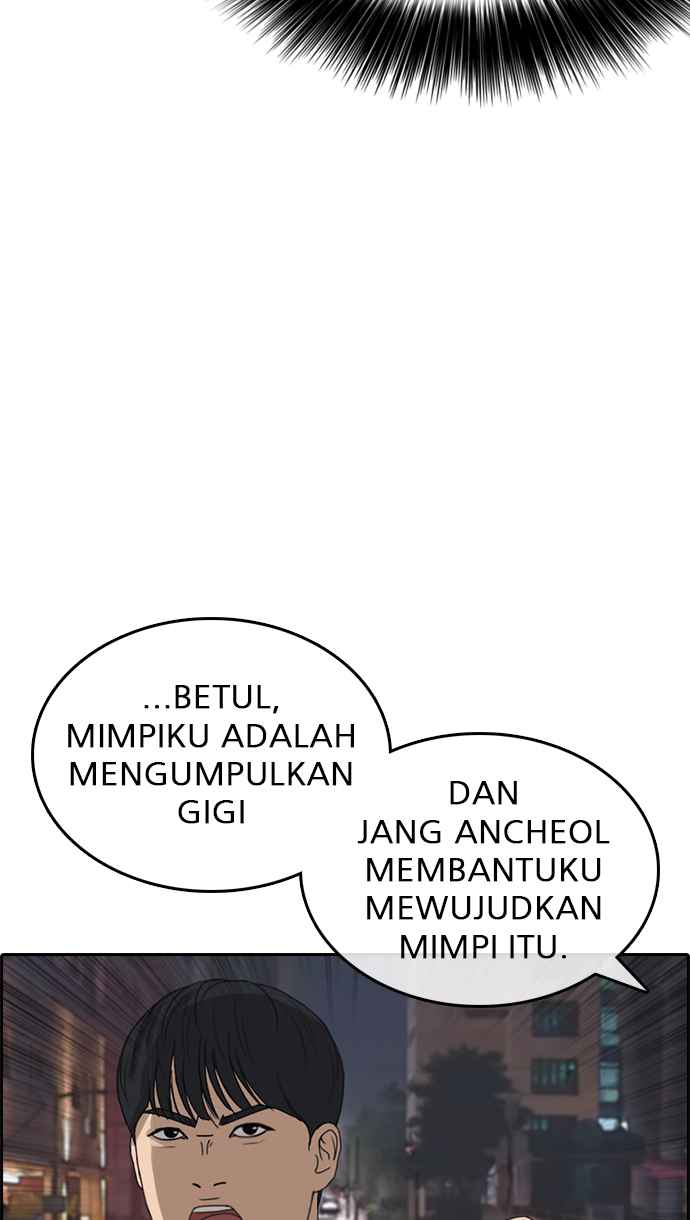 ...BETUL,
MIMPIKU ADALAH
MENGUMPULKAN
GIGI
DAN
JANG ANCHEOL
MEMBANTUKU
MEWUJUDKAN
MIMPI ITU.